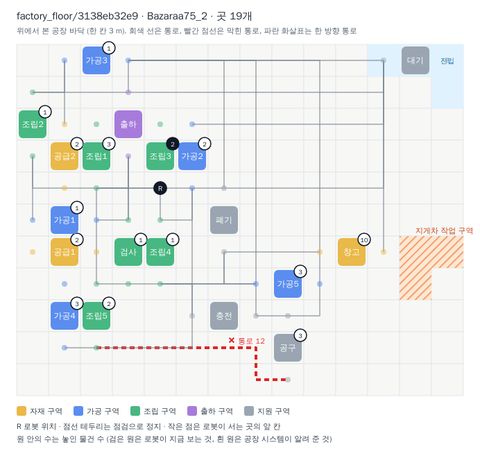 factory_floor/3138eb32e9 · Bazaraa75_2 · 곳 19개
위에서 본 공장 바닥 (한 칸 3 m). 회색 선은 통로, 빨간 점선은 막힌 통로, 파란 화살표는 한 방향 통로
가공3 1
대기
전립
조립2 1
출하
공급2 2
조립1 3
조립3 2
가공2 2
R
가공1 1
폐기
지게차 작업 구역
공급1 2
검사 1
조립4 1
창고 10
가공5 3
가공4 3
조립5 2
충전
✕ 통로 12
공구 3
자재 구역
가공 구역
조립 구역
출하 구역
지원 구역
R 로봇 위치 · 점선 테두리는 점검으로 정지 · 작은 점은 로봇이 서는 곳의 앞 칸
원 안의 수는 놓인 물건 수 (검은 원은 로봇이 지금 보는 것, 흰 원은 공장 시스템이 알려 준 것)